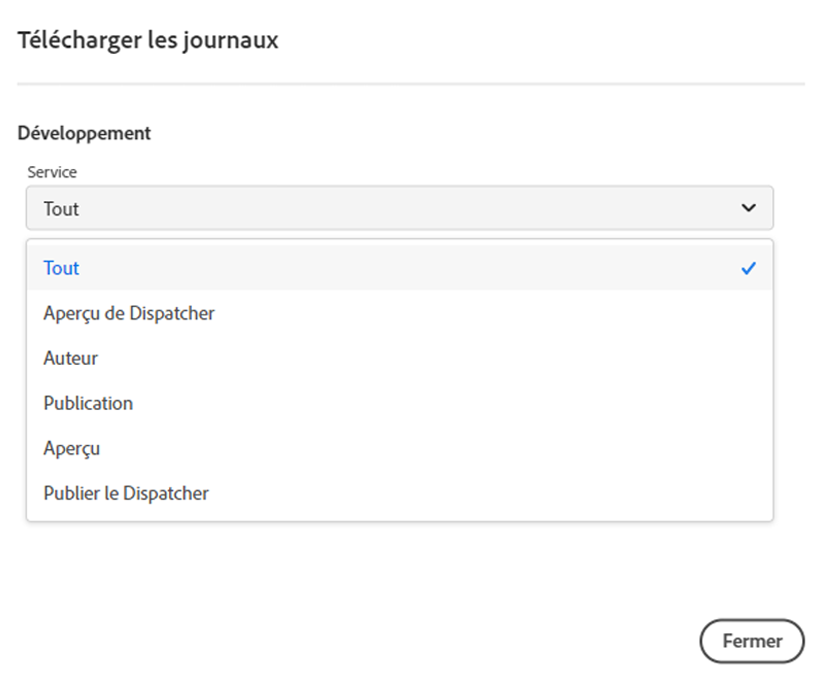 Télécharger les journaux
Développement
Service
Tout
Tout
Aperçu de Dispatcher
Auteur
Publication
Aperçu
Publier le Dispatcher
Fermer